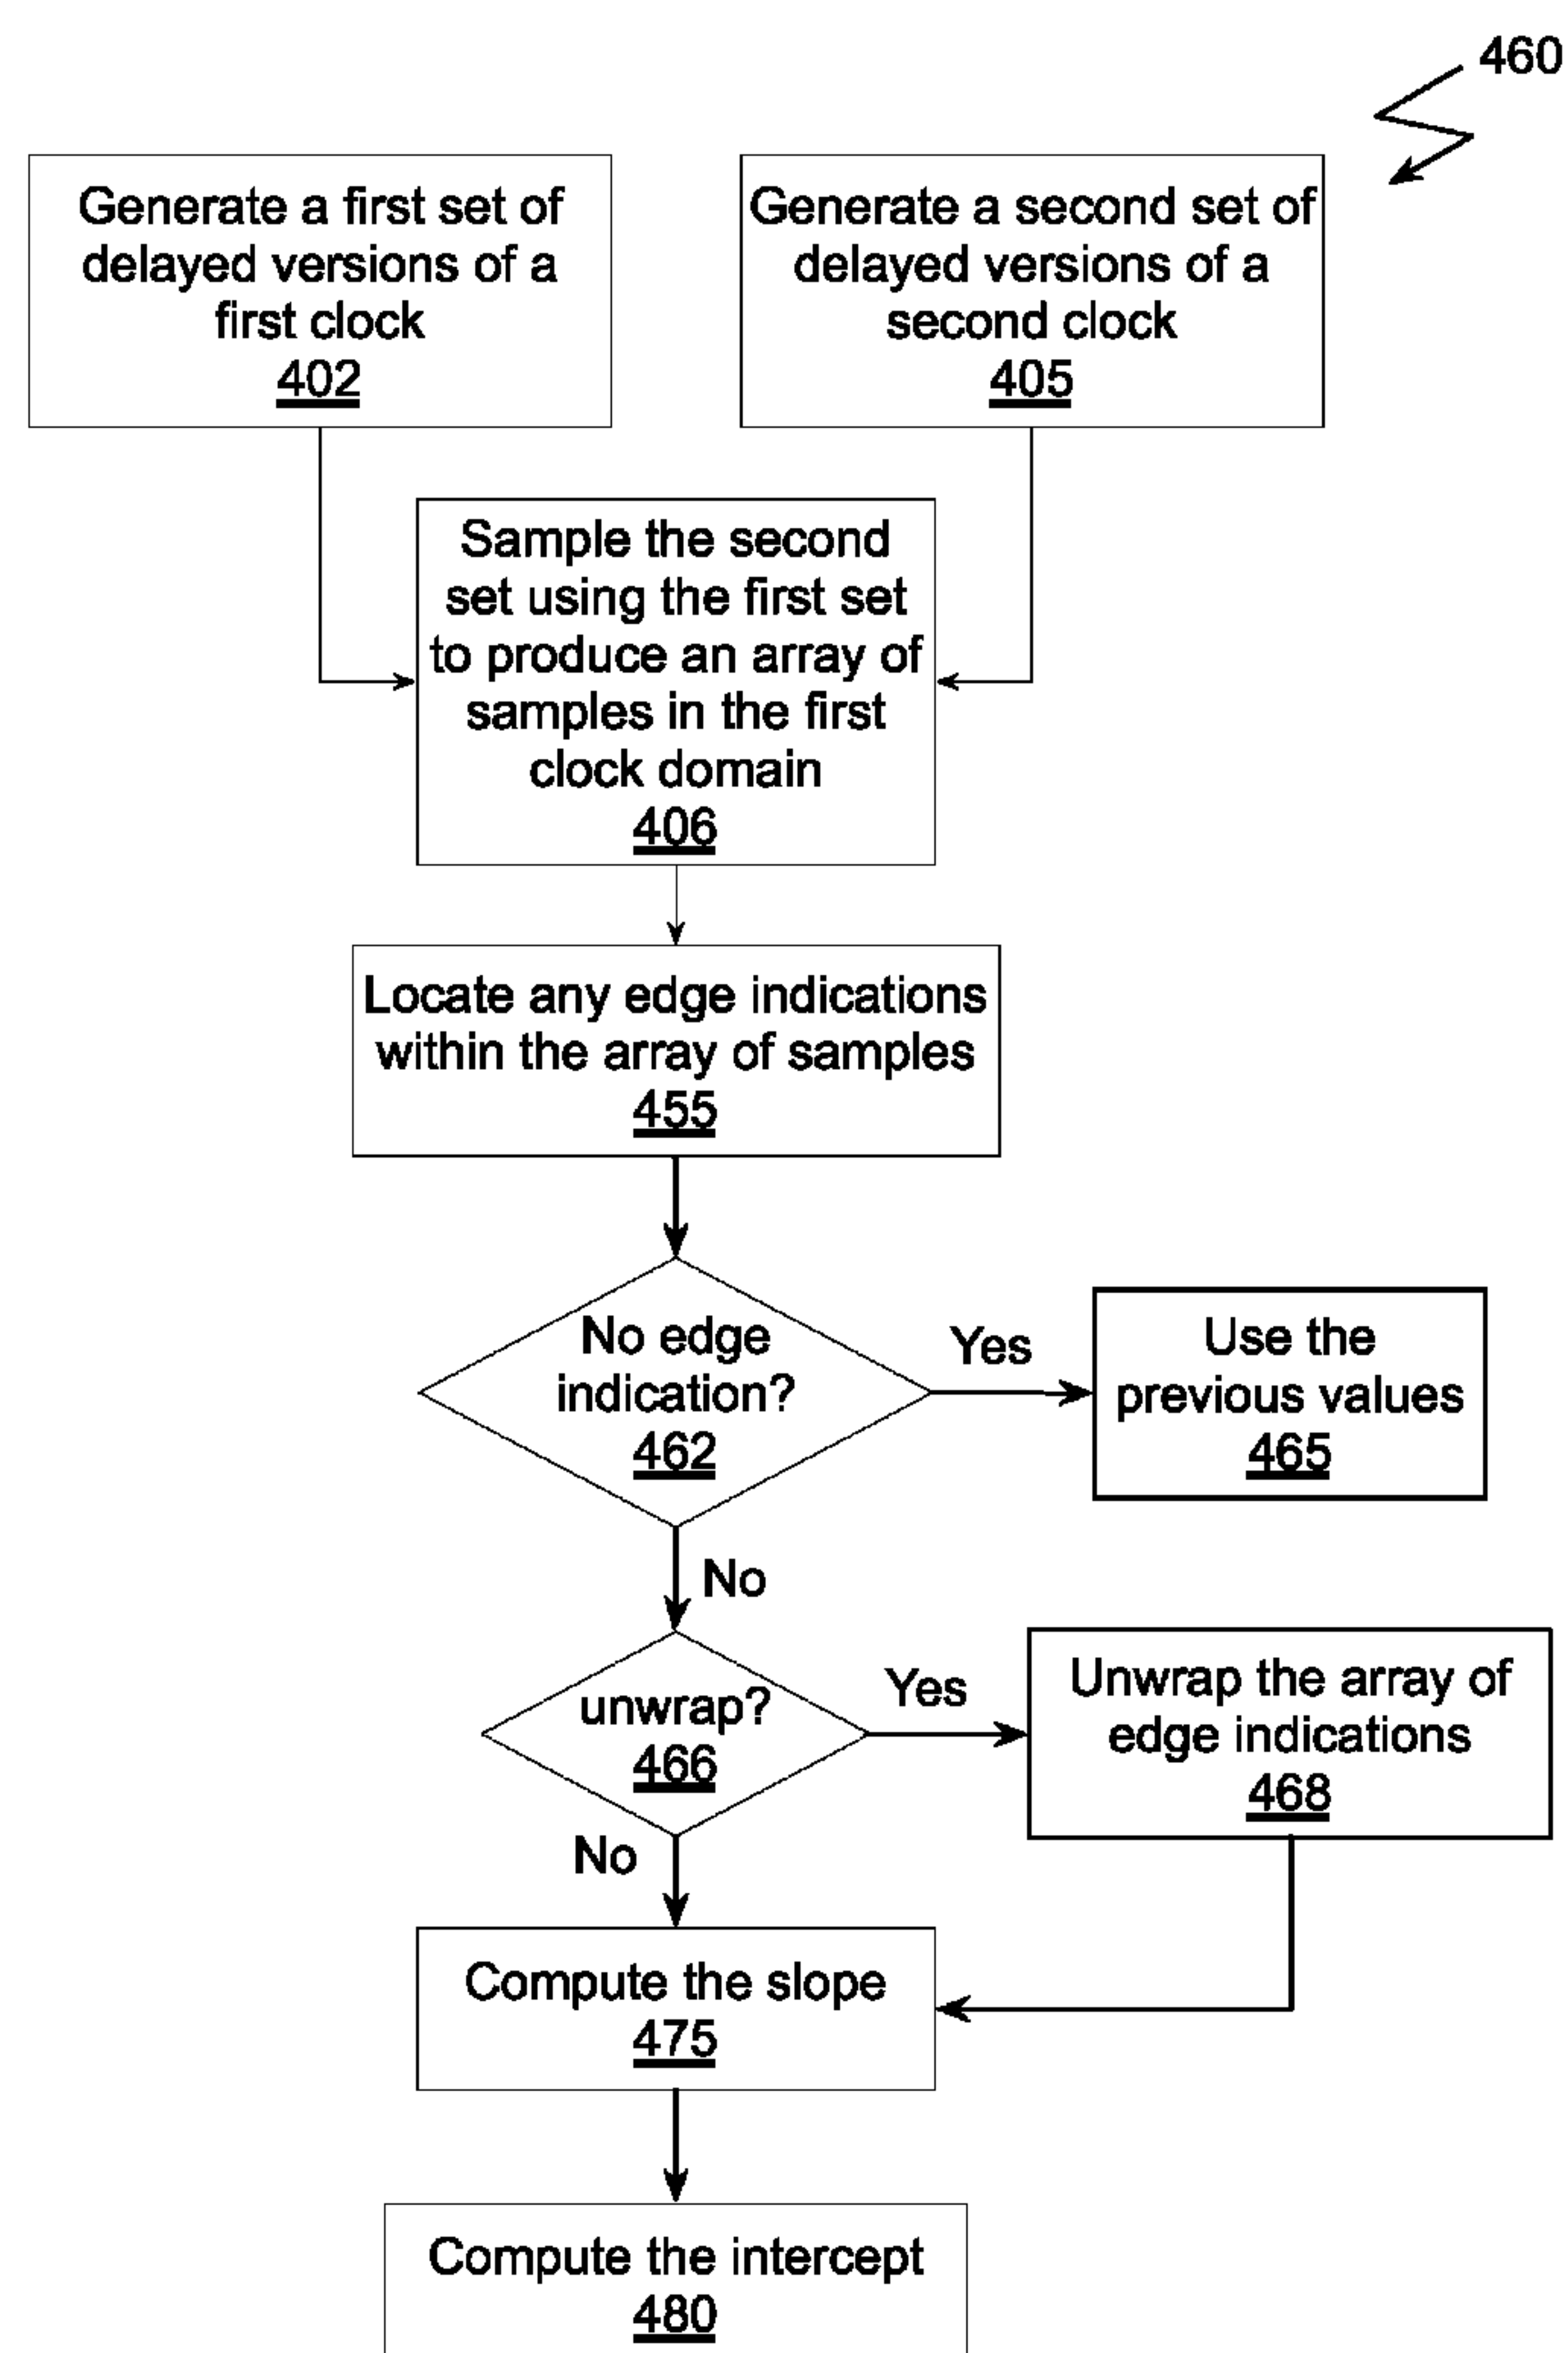 460
Generate a first set of
delayed versions of a
first clock
402
Generate a second set of
delayed versions of a
second clock
405
Sample the second
set using the first set
to produce an array of
samples in the first
clock domain
406
Locate any edge indications
within the array of samples
455
No edge
indication?
462
Yes
Use the
previous values
465
No
unwrap?
466
Yes
Unwrap the array of
edge indications
468
No
Compute the slope
475
Compute the intercept
480